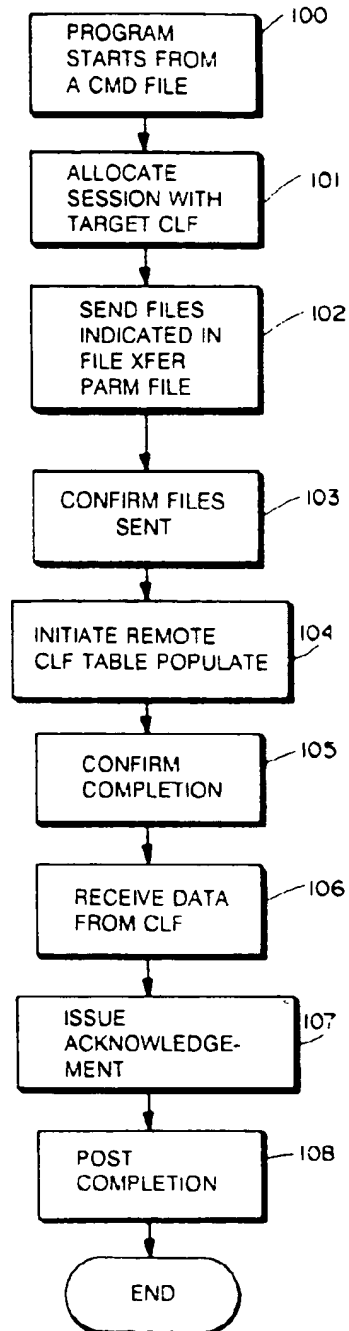 PROGRAM
STARTS FROM
A CMD FILE
100
ALLOCATE
SESSION WITH
TARGET CLF
101
SEND FILES
INDICATED IN
FILE XFER
PARM FILE
102
CONFIRM FILES
SENT
103
INITIATE REMOTE
CLF TABLE POPULATE
104
CONFIRM
COMPLETION
105
RECEIVE DATA
FROM CLF
106
ISSUE
ACKNOWLEDGE-
MENT
107
POST
COMPLETION
108
END